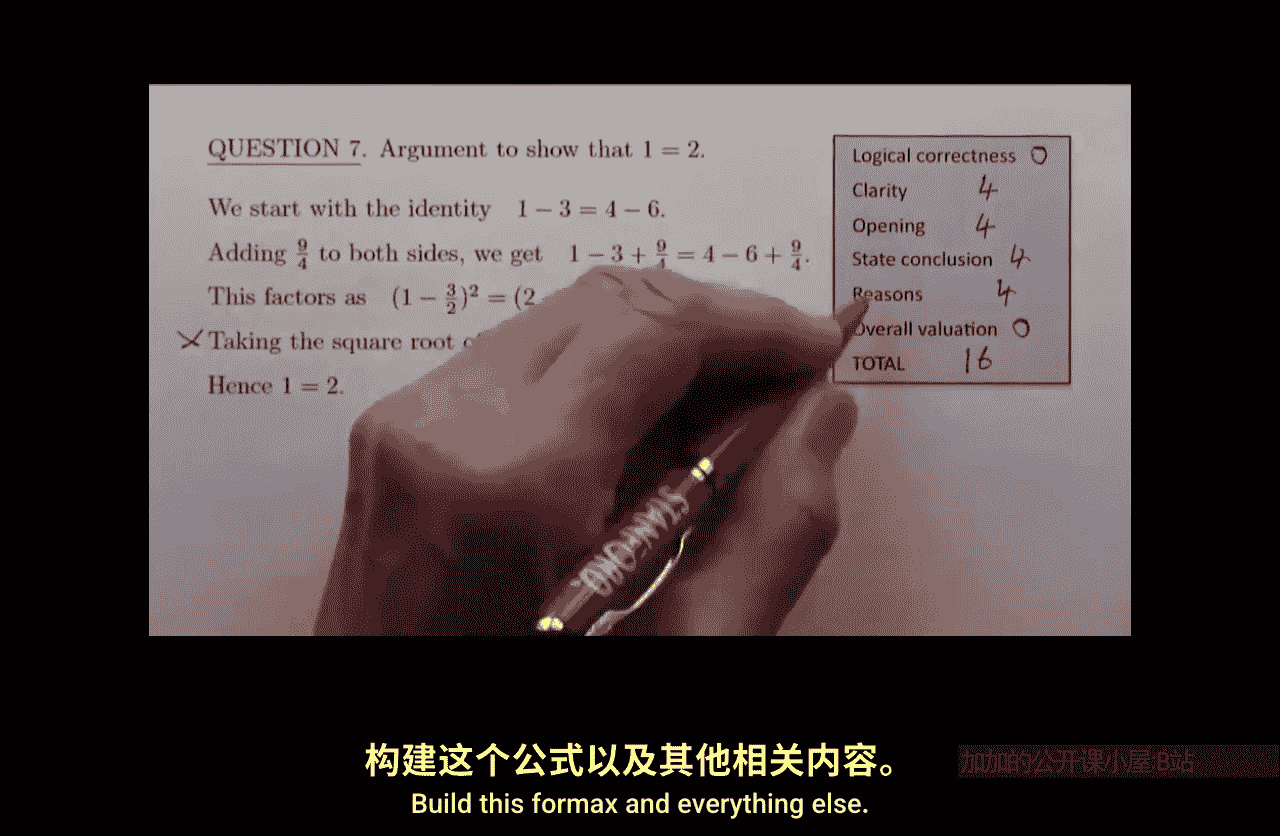 QUESTION 7. Argument to show that 1 = 2.
We start with the identity 1 − 3 = 4 − 6.
Adding 9/4 to both sides, we get 1 − 3 + 9/4 = 4 − 6 + 9/4.
This factors as (1 − 3/2)² = (2
× Taking the square root
Hence 1 = 2.
Logical correctness 0
Clarity 4
Opening 4
State conclusion 4
Reasons 4
Overall valuation 0
TOTAL 16
STANFORD
构建这个公式以及其他相关内容。
加加的公开课小屋 B站
Build this formax and everything else.